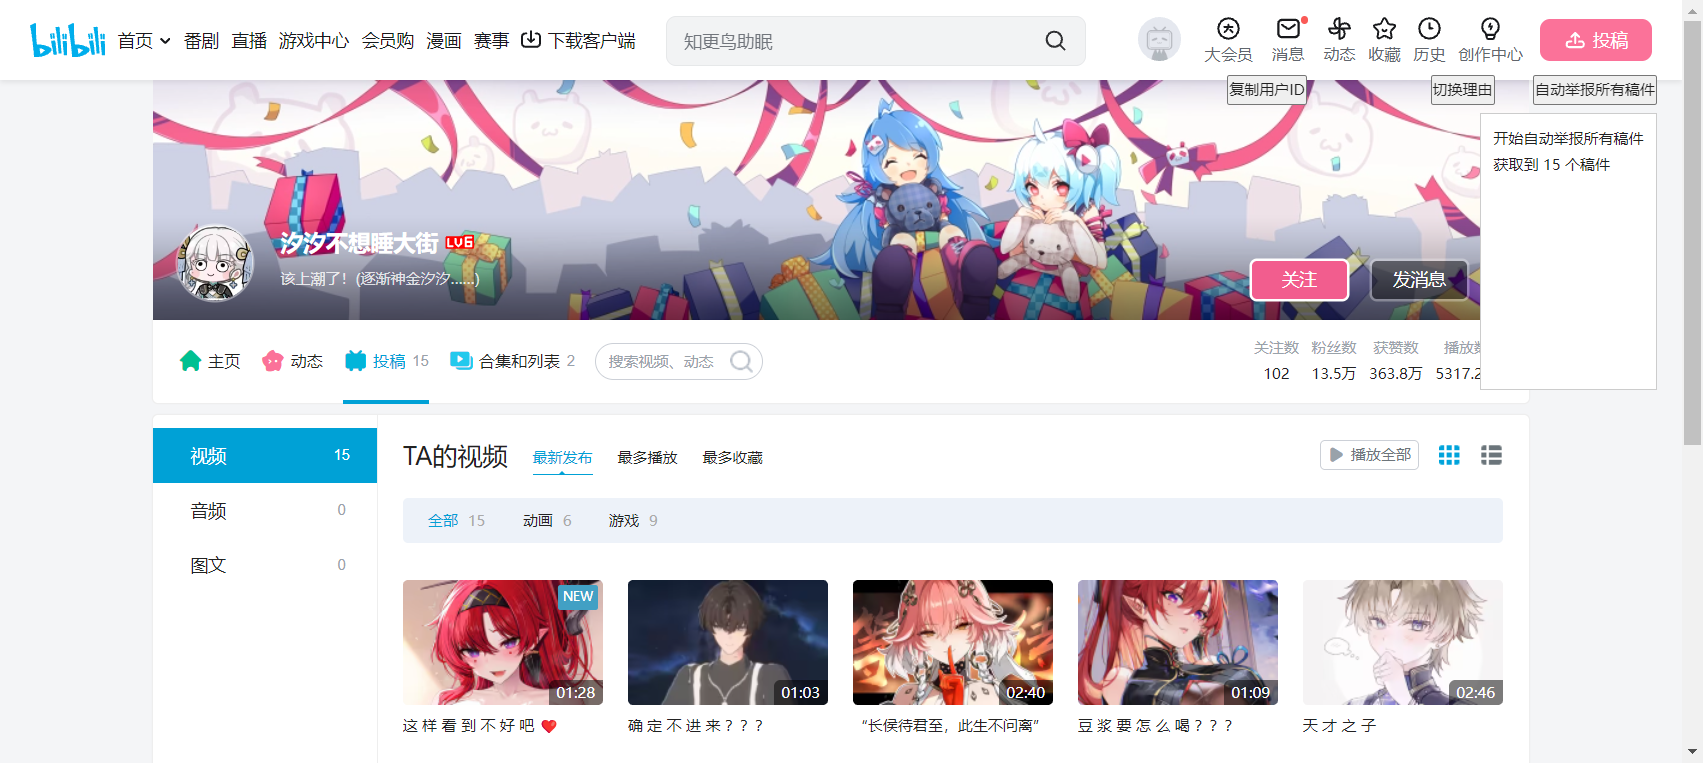 bilibili 首页 番剧 直播 游戏中心 会员购 漫画 赛事 下载客户端 知更鸟助眠 大会员 消息 动态 收藏 历史 创作中心 投稿
复制用户ID 切换理由 自动举报所有稿件
开始自动举报所有稿件
获取到 15 个稿件
汐汐不想睡大街 LV6
该上潮了！(逐渐神金汐汐……)
关注 发消息
主页 动态 投稿 15 合集和列表 2 搜索视频、动态
关注数 粉丝数 获赞数 播放数
102 13.5万 363.8万 5317.2
视频 15
音频 0
图文 0
TA的视频 最新发布 最多播放 最多收藏 播放全部
全部 15 动画 6 游戏 9
NEW
01:28 01:03 02:40 01:09 02:46
这 样 看 到 不 好 吧 ❤️ 确 定 不 进 来 ？？？ “长侯待君至，此生不问离” 豆 浆 要 怎 么 喝 ？？？ 天 才 之 子